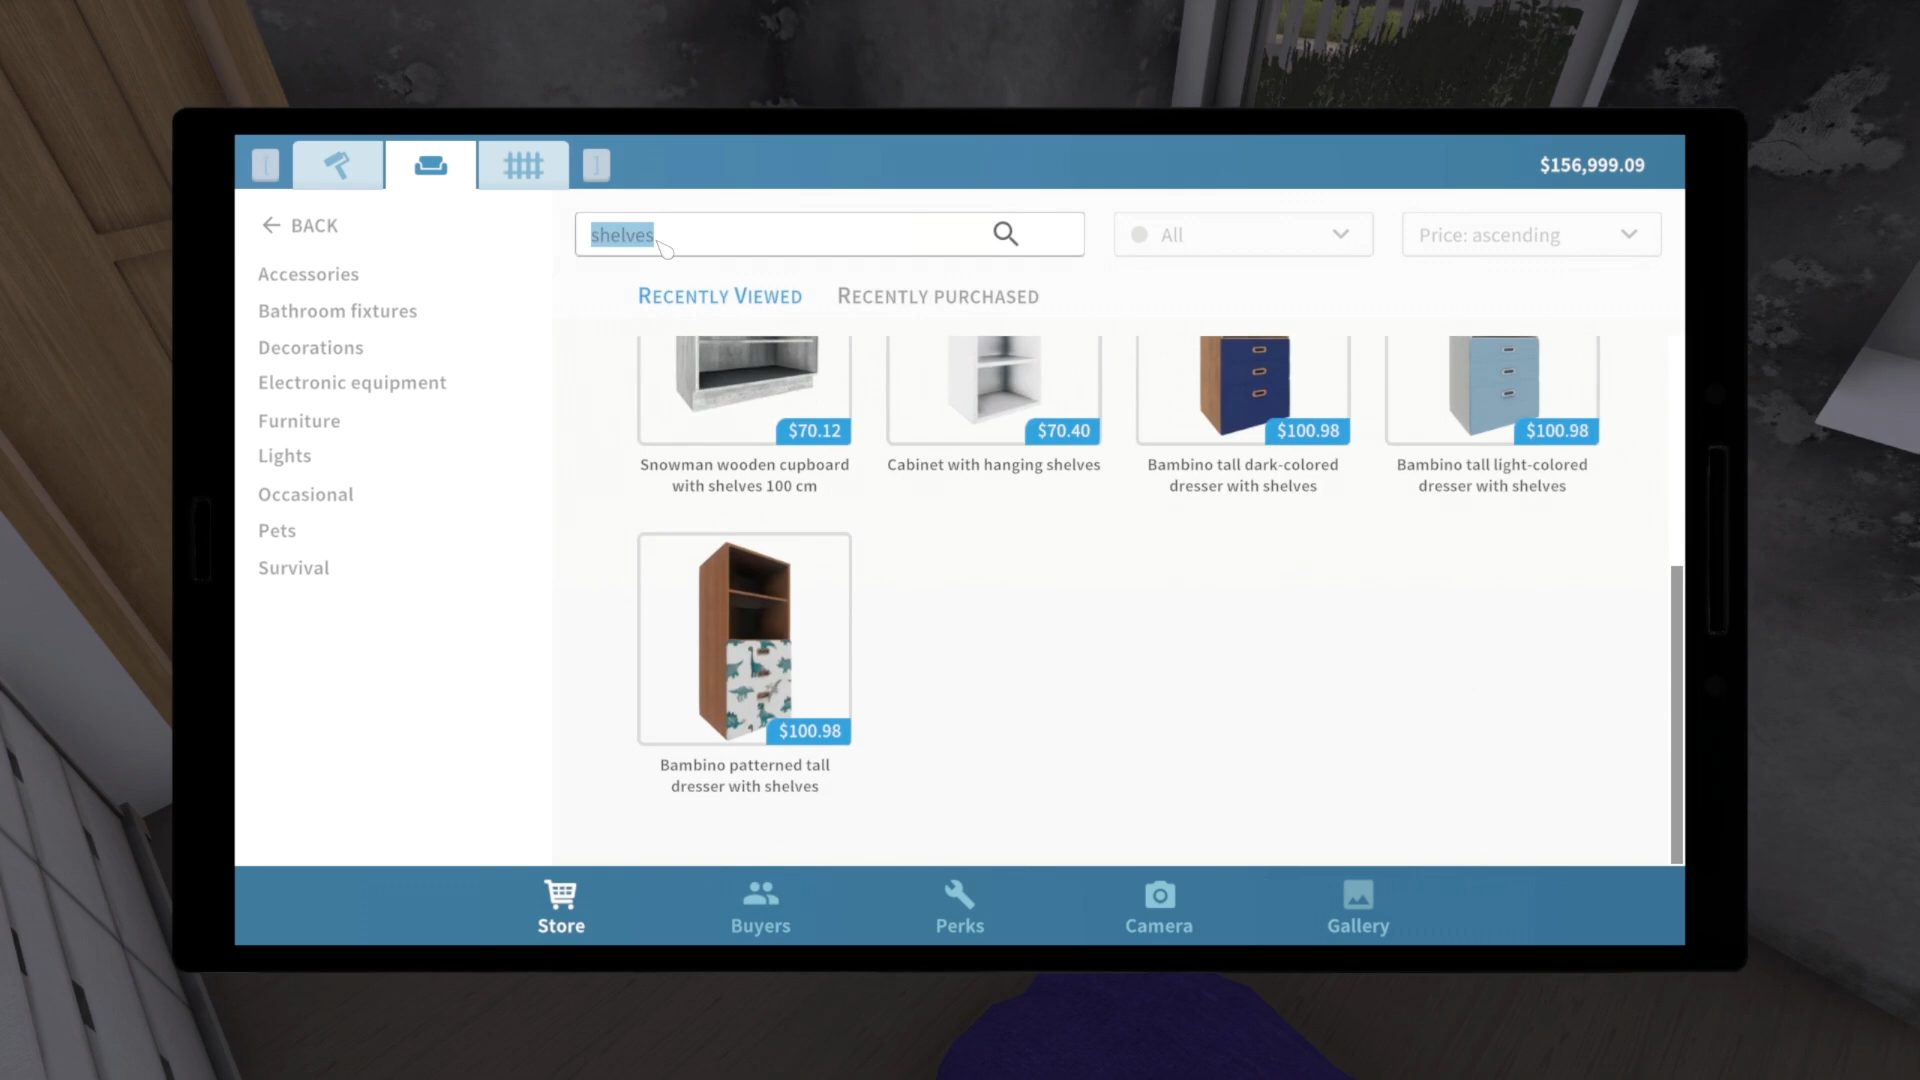 [
]
$156,999.09
BACK
shelves
All
Price: ascending
Accessories
Bathroom fixtures
Decorations
Electronic equipment
Furniture
Lights
Occasional
Pets
Survival
RECENTLY VIEWED
RECENTLY PURCHASED
$70.12
Snowman wooden cupboard
with shelves 100 cm
$70.40
Cabinet with hanging shelves
$100.98
Bambino tall dark-colored
dresser with shelves
$100.98
Bambino tall light-colored
dresser with shelves
$100.98
Bambino patterned tall
dresser with shelves
Store
Buyers
Perks
Camera
Gallery